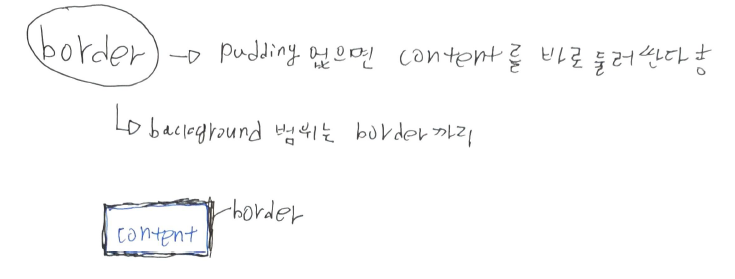 border → pudding 없으면 content를 바로 둘러싼다홍
↳ background 범위는 border까지
border
content